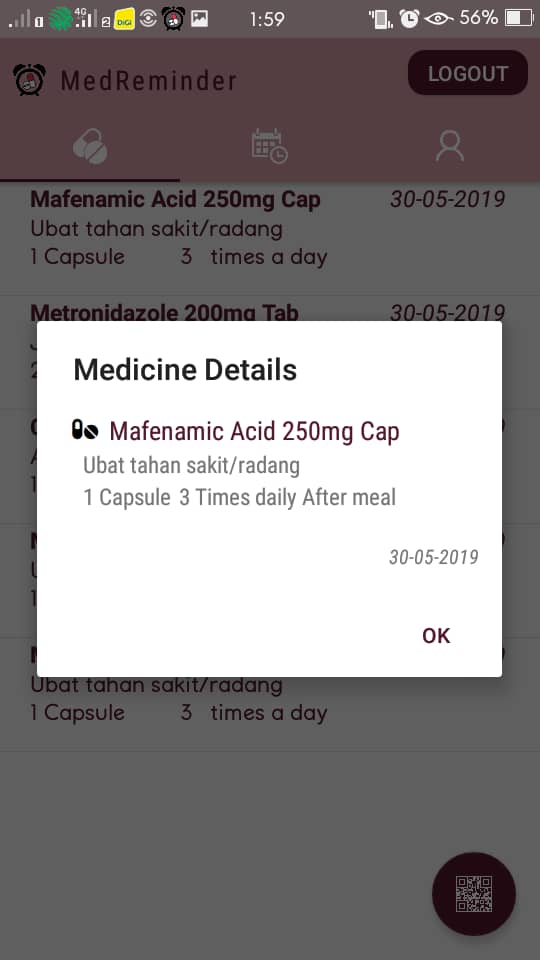 4G
DiGi
2
1:59
56%
MedReminder
LOGOUT
Mafenamic Acid 250mg Cap 30-05-2019
Ubat tahan sakit/radang
1 Capsule 3 times a day
Metronidazole 200mg Tab 30-05-2019
Medicine Details
Mafenamic Acid 250mg Cap
Ubat tahan sakit/radang
1 Capsule 3 Times daily After meal
30-05-2019
OK
Ubat tahan sakit/radang
1 Capsule 3 times a day